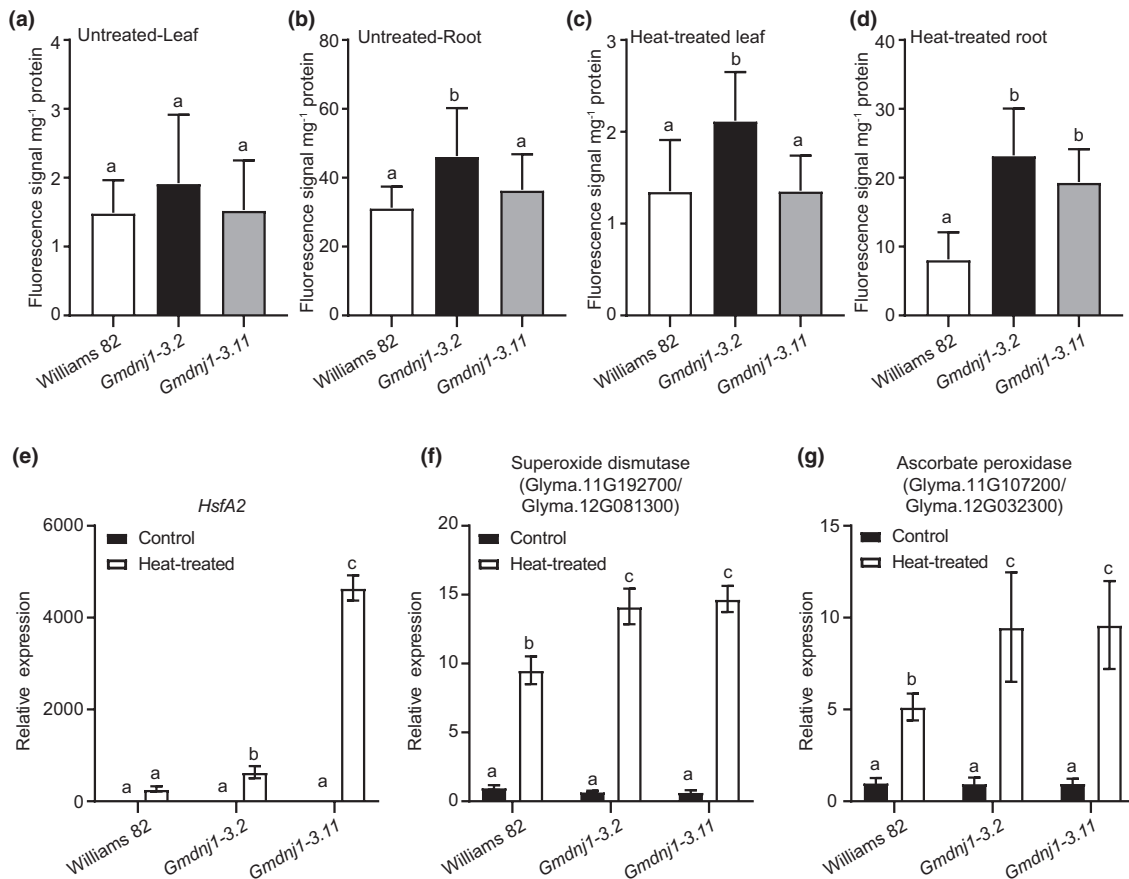 (a)
Untreated-Leaf
Fluorescence signal mg⁻¹ protein
4
3
2
1
0
a
a
a
Williams 82
Gmdnj1-3.2
Gmdnj1-3.11
(b)
Untreated-Root
Fluorescence signal mg⁻¹ protein
80
60
40
20
0
a
b
a
Williams 82
Gmdnj1-3.2
Gmdnj1-3.11
(c)
Heat-treated leaf
Fluorescence signal mg⁻¹ protein
3
2
1
0
a
b
a
Williams 82
Gmdnj1-3.2
Gmdnj1-3.11
(d)
Heat-treated root
Fluorescence signal mg⁻¹ protein
40
30
20
10
0
a
b
b
Williams 82
Gmdnj1-3.2
Gmdnj1-3.11
(e)
HsfA2
Relative expression
6000
4000
2000
0
Control
Heat-treated
a
a
a
b
a
c
Williams 82
Gmdnj1-3.2
Gmdnj1-3.11
(f)
Superoxide dismutase
(Glyma.11G192700/
Glyma.12G081300)
Relative expression
20
15
10
5
0
Control
Heat-treated
a
b
a
c
a
c
Williams 82
Gmdnj1-3.2
Gmdnj1-3.11
(g)
Ascorbate peroxidase
(Glyma.11G107200/
Glyma.12G032300)
Relative expression
15
10
5
0
Control
Heat-treated
a
b
a
c
a
c
Williams 82
Gmdnj1-3.2
Gmdnj1-3.11